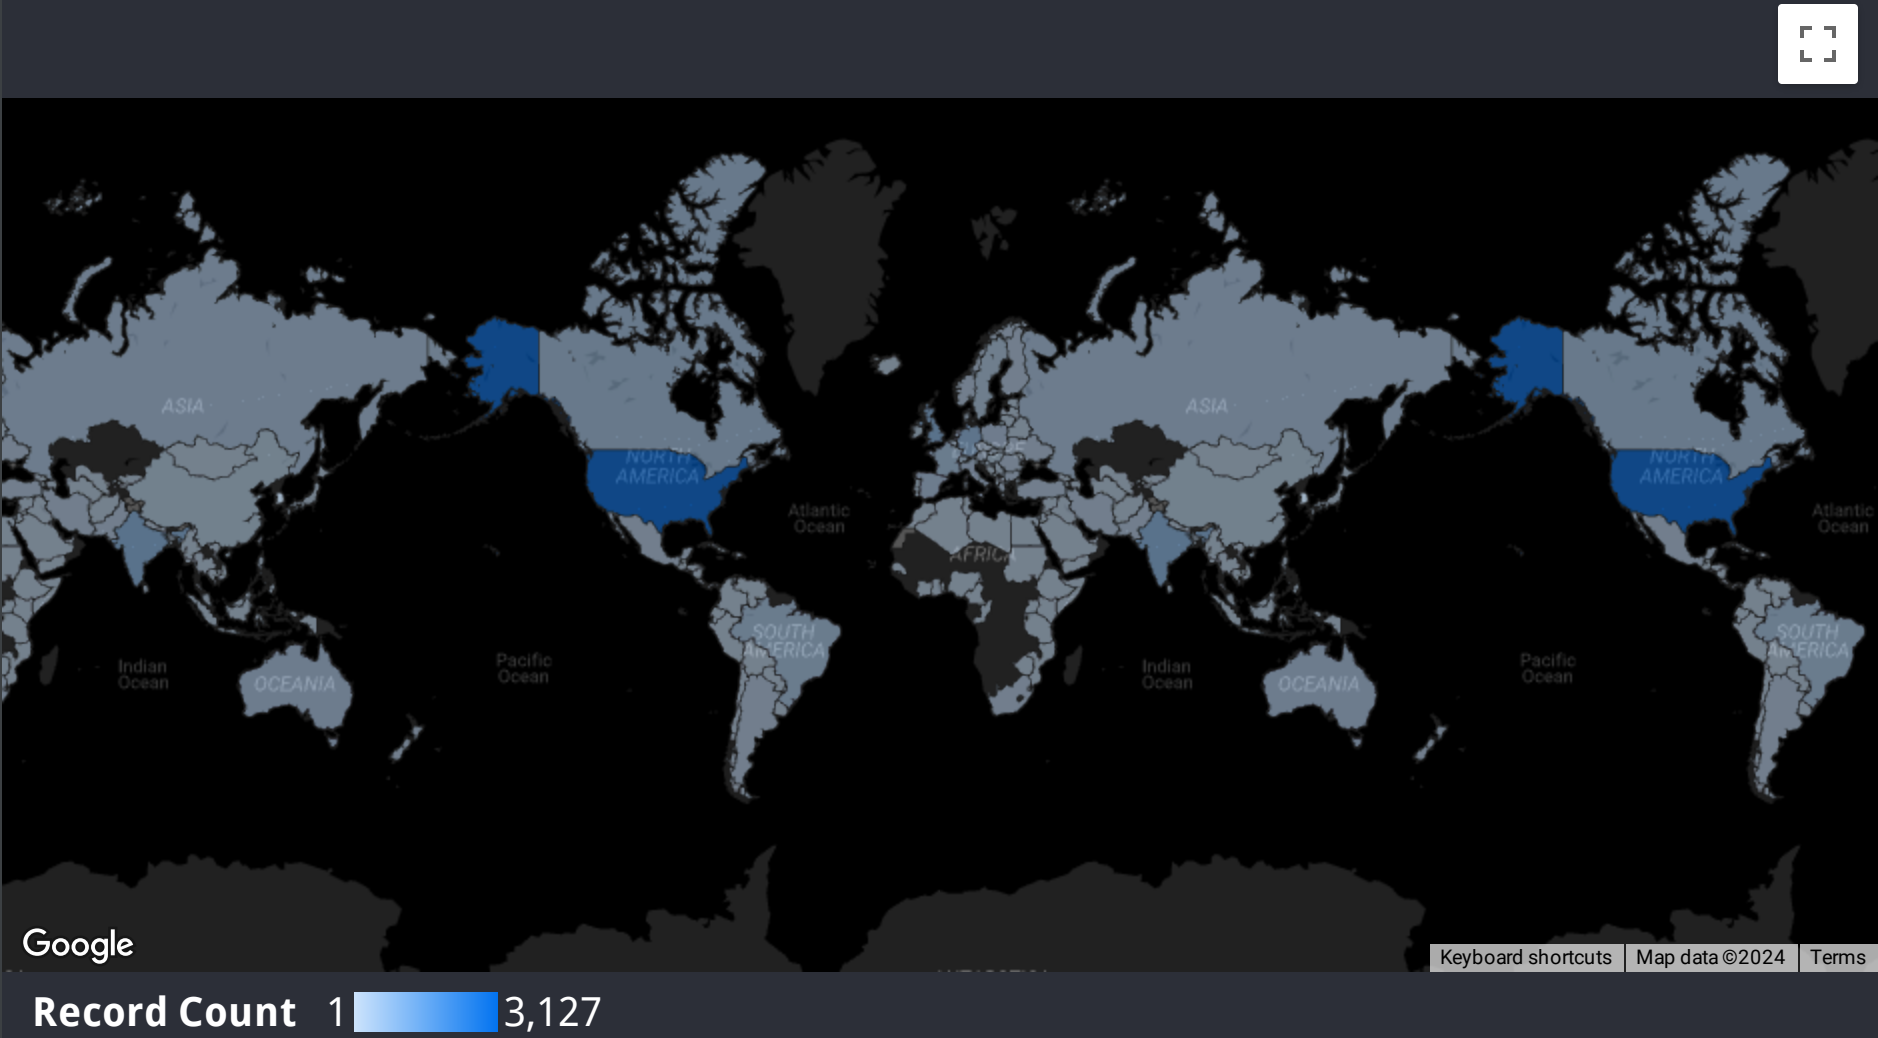 ASIA
NORTH
AMERICA
Atlantic
Ocean
AFRICA
SOUTH
AMERICA
Indian
Ocean
OCEANIA
Pacific
Ocean
ASIA
NORTH
AMERICA
Atlantic
Ocean
SOUTH
AMERICA
Indian
Ocean
OCEANIA
Pacific
Ocean
Google
Keyboard shortcuts
Map data ©2024
Terms
Record Count 1 3,127